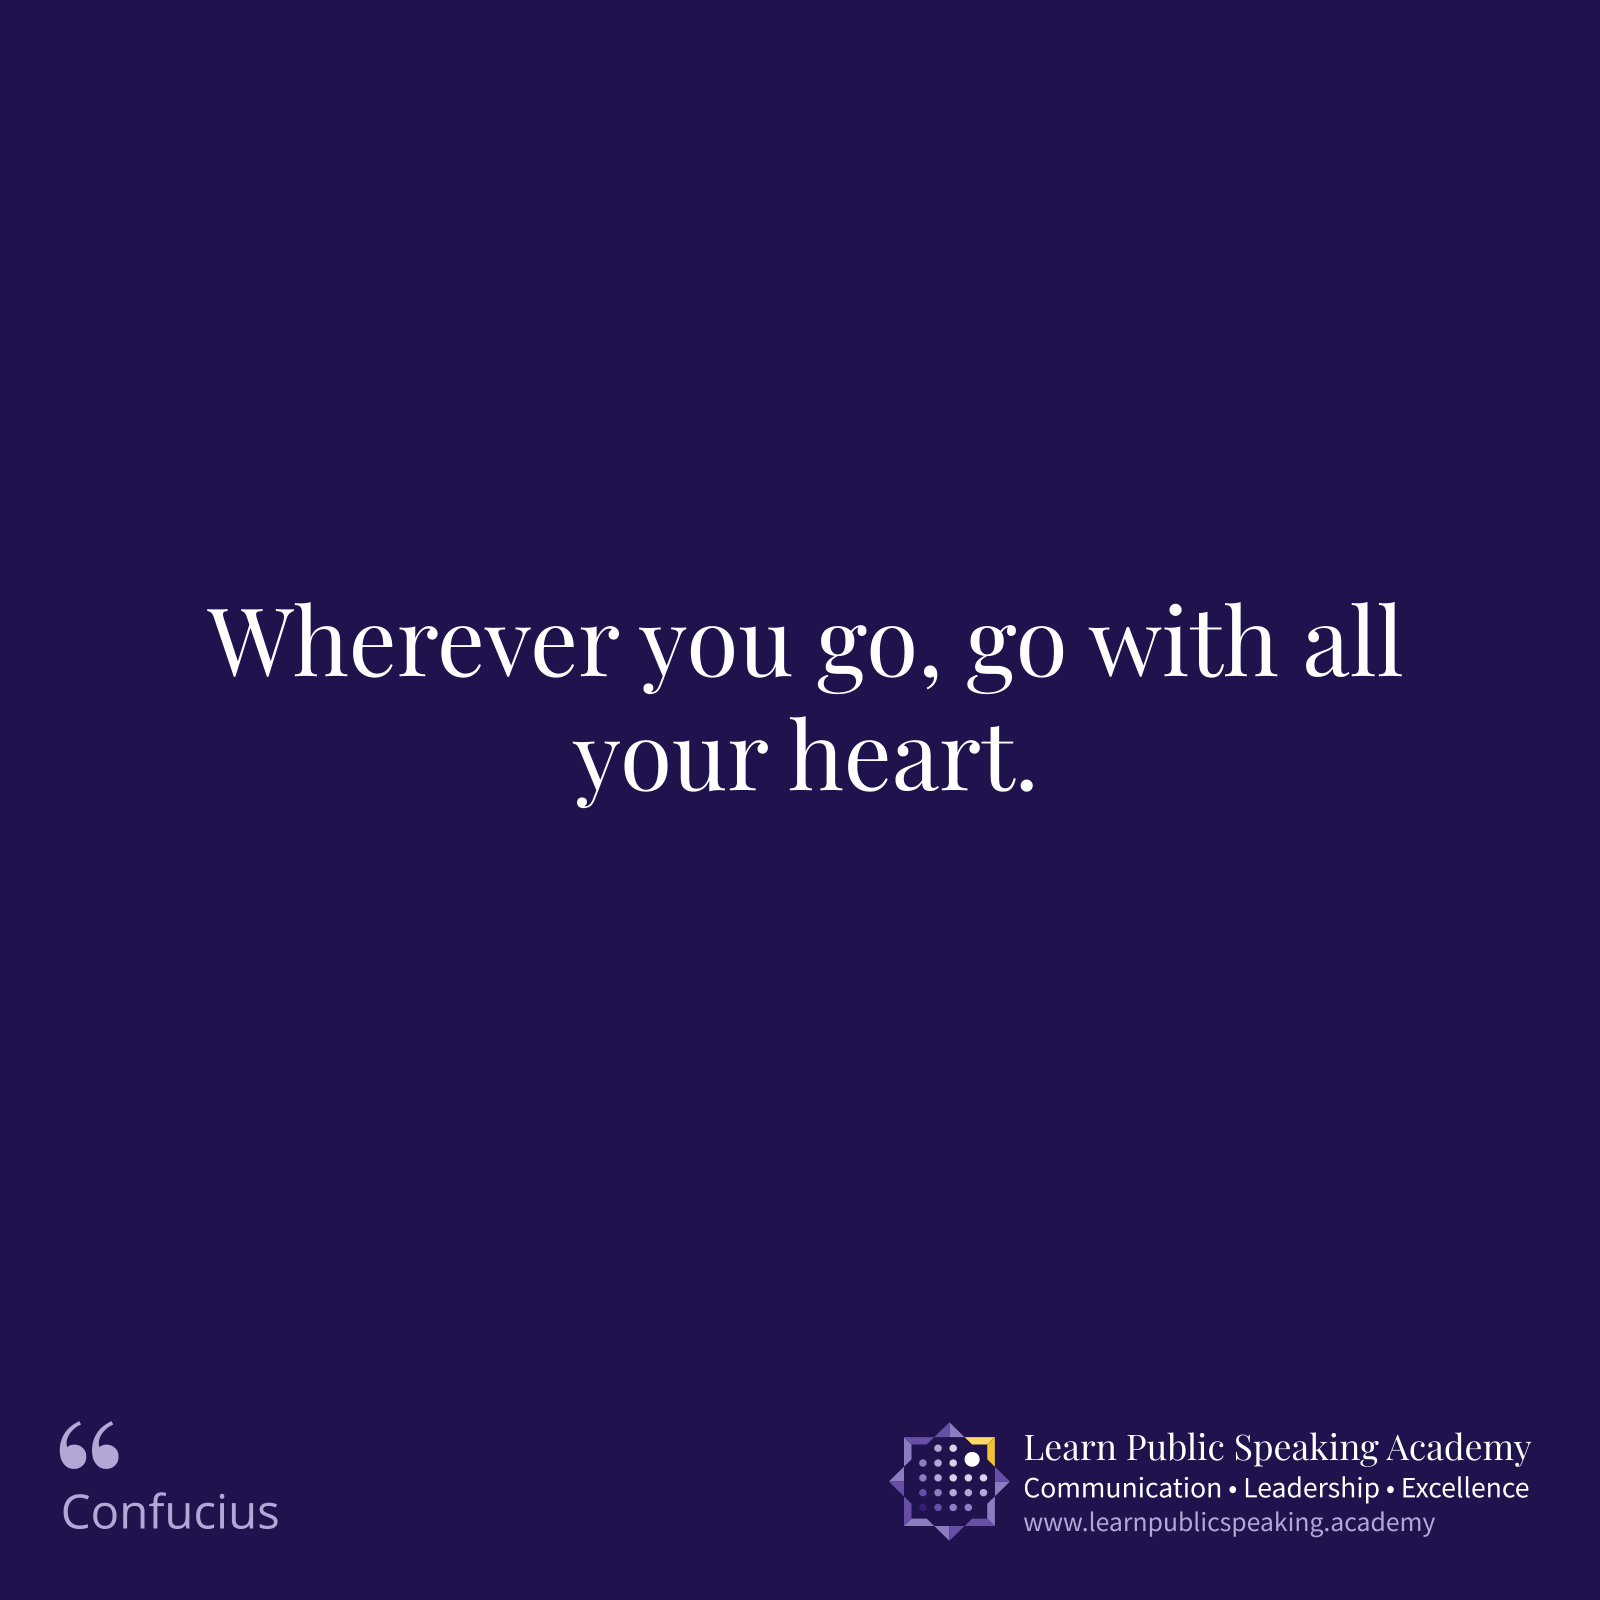 Wherever you go, go with all
your heart.
“
Confucius
Learn Public Speaking Academy
Communication • Leadership • Excellence
www.learnpublicspeaking.academy